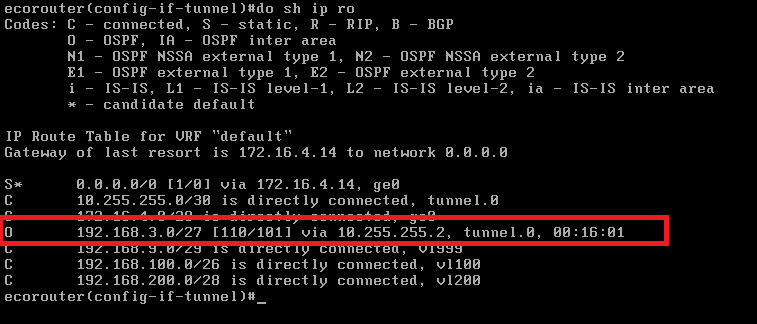 ecorouter(config-if-tunnel)#do sh ip ro
Codes: C - connected, S - static, R - RIP, B - BGP
O - OSPF, IA - OSPF inter area
N1 - OSPF NSSA external type 1, N2 - OSPF NSSA external type 2
E1 - OSPF external type 1, E2 - OSPF external type 2
i - IS-IS, L1 - IS-IS level-1, L2 - IS-IS level-2, ia - IS-IS inter area
* - candidate default
IP Route Table for VRF "default"
Gateway of last resort is 172.16.4.14 to network 0.0.0.0
S* 0.0.0.0/0 [1/0] via 172.16.4.14, ge0
C 10.255.255.0/30 is directly connected, tunnel.0
C 172.16.4.0/28 is directly connected, ge0
O 192.168.3.0/27 [110/101] via 10.255.255.2, tunnel.0, 00:16:01
C 192.168.9.0/29 is directly connected, vl999
C 192.168.100.0/26 is directly connected, vl100
C 192.168.200.0/28 is directly connected, vl200
ecorouter(config-if-tunnel)#_